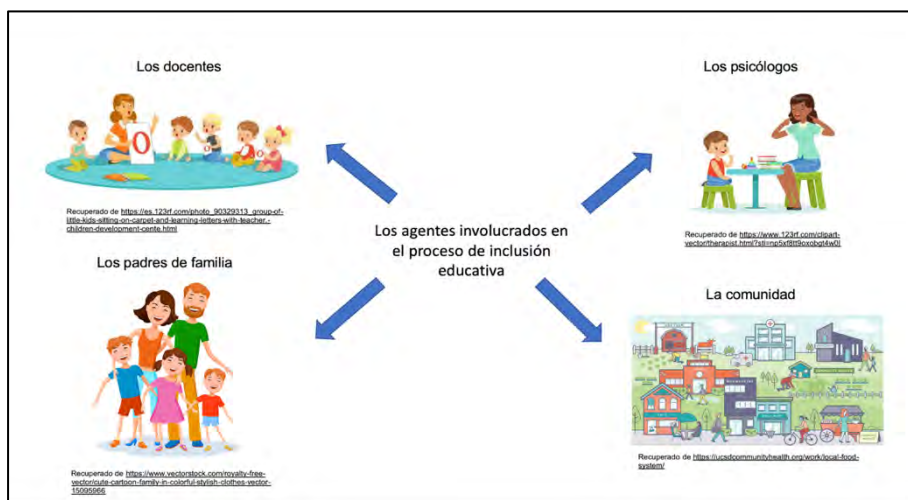 Los docentes
Recuperado de https://es.123rf.com/photo_90329313_group-of-
little-kids-sitting-on-carpet-and-learning-letters-with-teacher.-
children-development-cente.html
Los psicólogos
Recuperado de https://www.123rf.com/clipart-
vector/therapist.html?sti=np5xf8tt9oxobgt4w0|
Los agentes involucrados en
el proceso de inclusión
educativa
Los padres de familia
Recuperado de https://www.vectorstock.com/royalty-free-
vector/cute-cartoon-family-in-colorful-stylish-clothes-vector-
15095966
La comunidad
Recuperado de https://ucsdcommunityhealth.org/work/local-food-
system/